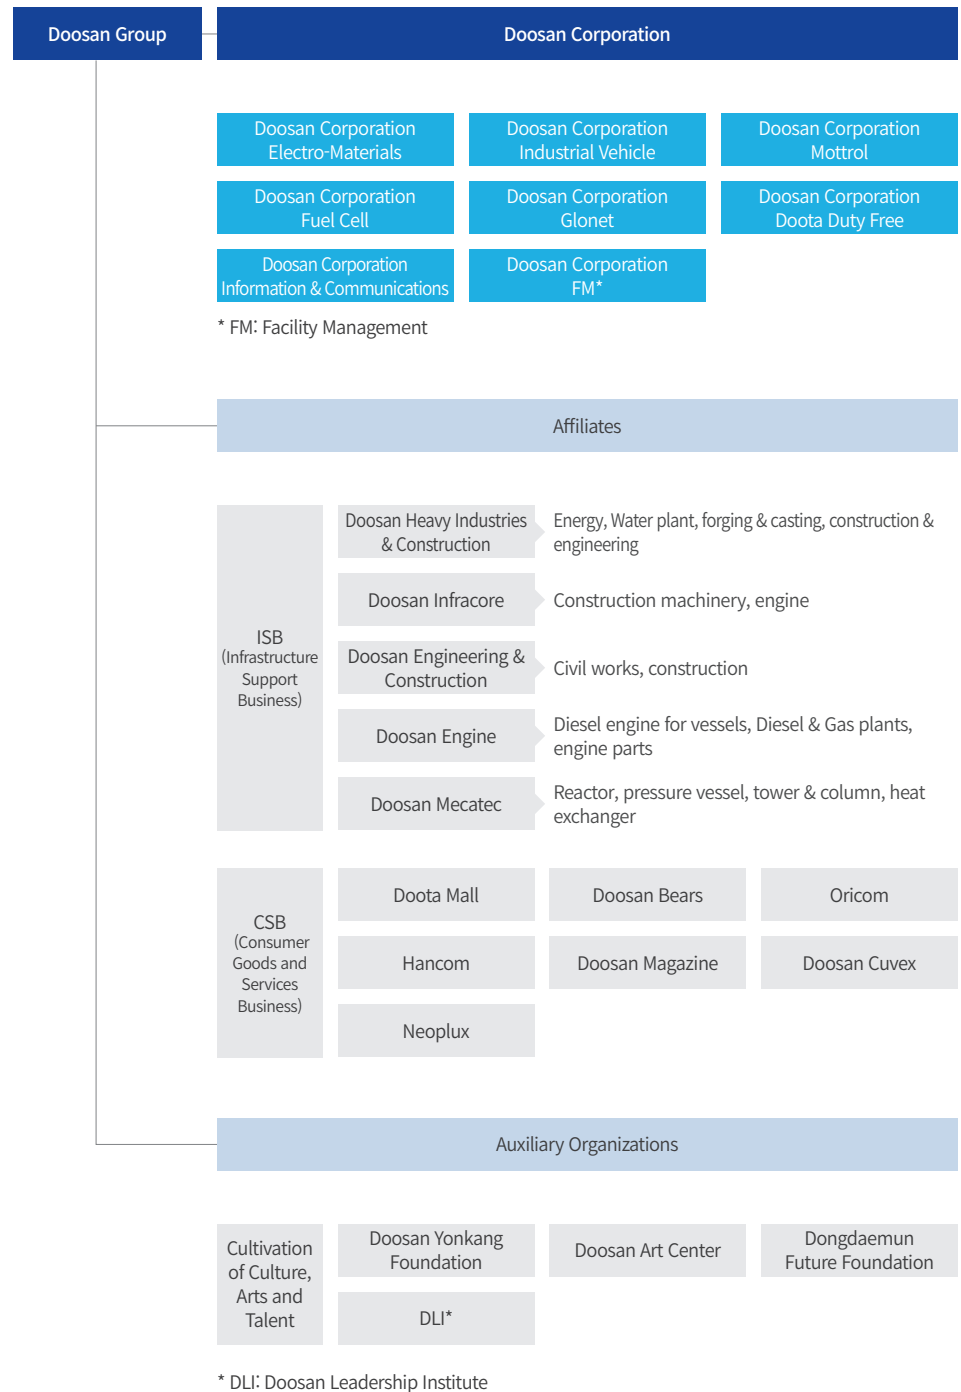 Doosan Group
Doosan Corporation
Doosan Corporation
Electro-Materials
Doosan Corporation
Industrial Vehicle
Doosan Corporation
Mottrol
Doosan Corporation
Fuel Cell
Doosan Corporation
Glonet
Doosan Corporation
Doota Duty Free
Doosan Corporation
Information & Communications
Doosan Corporation
FM*
* FM: Facility Management
Affiliates
ISB
(Infrastructure
Support
Business)
Doosan Heavy Industries
& Construction
Energy, Water plant, forging & casting, construction &
engineering
Doosan Infracore
Construction machinery, engine
Doosan Engineering &
Construction
Civil works, construction
Doosan Engine
Diesel engine for vessels, Diesel & Gas plants,
engine parts
Doosan Mecatec
Reactor, pressure vessel, tower & column, heat
exchanger
CSB
(Consumer
Goods and
Services
Business)
Doota Mall
Doosan Bears
Oricom
Hancom
Doosan Magazine
Doosan Cuvex
Neoplux
Auxiliary Organizations
Cultivation
of Culture,
Arts and
Talent
Doosan Yonkang
Foundation
Doosan Art Center
Dongdaemun
Future Foundation
DLI*
* DLI: Doosan Leadership Institute